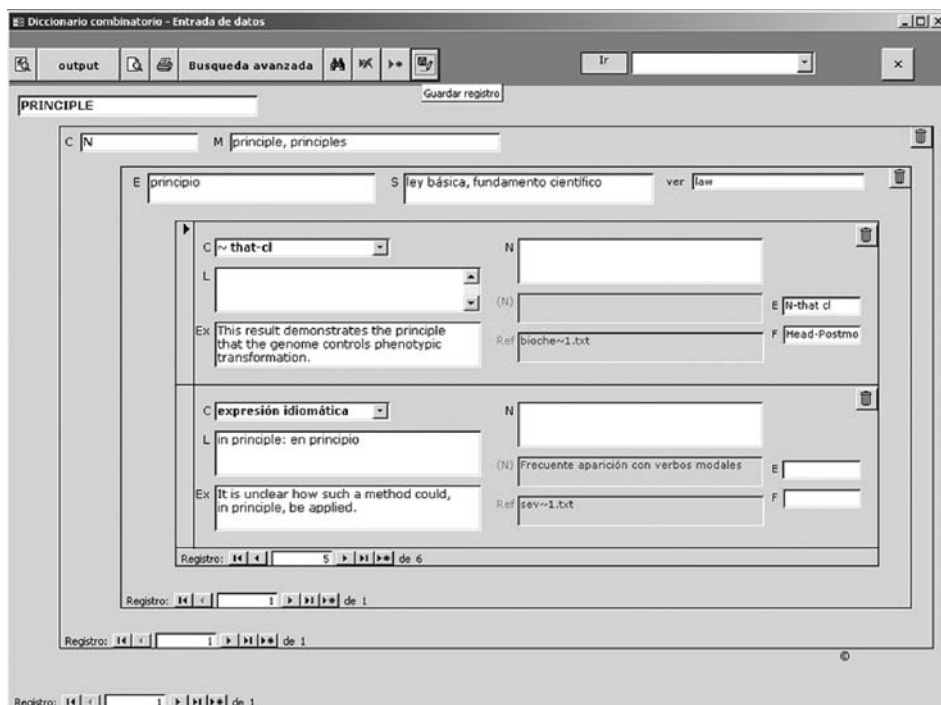 Diccionario combinatorio - Entrada de datos
output Busqueda avanzada Ir
Guardar registro
PRINCIPLE
C N M principle, principles
E principio S ley básica, fundamento científico ver law
C ~ that-cl N
L
(N)
E N-that cl
Ex This result demonstrates the principle
that the genome controls phenotypic
transformation.
Ref bioche~1.txt
F Head-Postmo
C expresión idiomática N
L in principle: en principio
(N) Frecuente aparición con verbos modales
E
Ex It is unclear how such a method could,
in principle, be applied.
Ref sev~1.txt
F
Registro: 5 de 6
Registro: 1 de 1
Registro: 1 de 1
©
Registro: 1 de 1